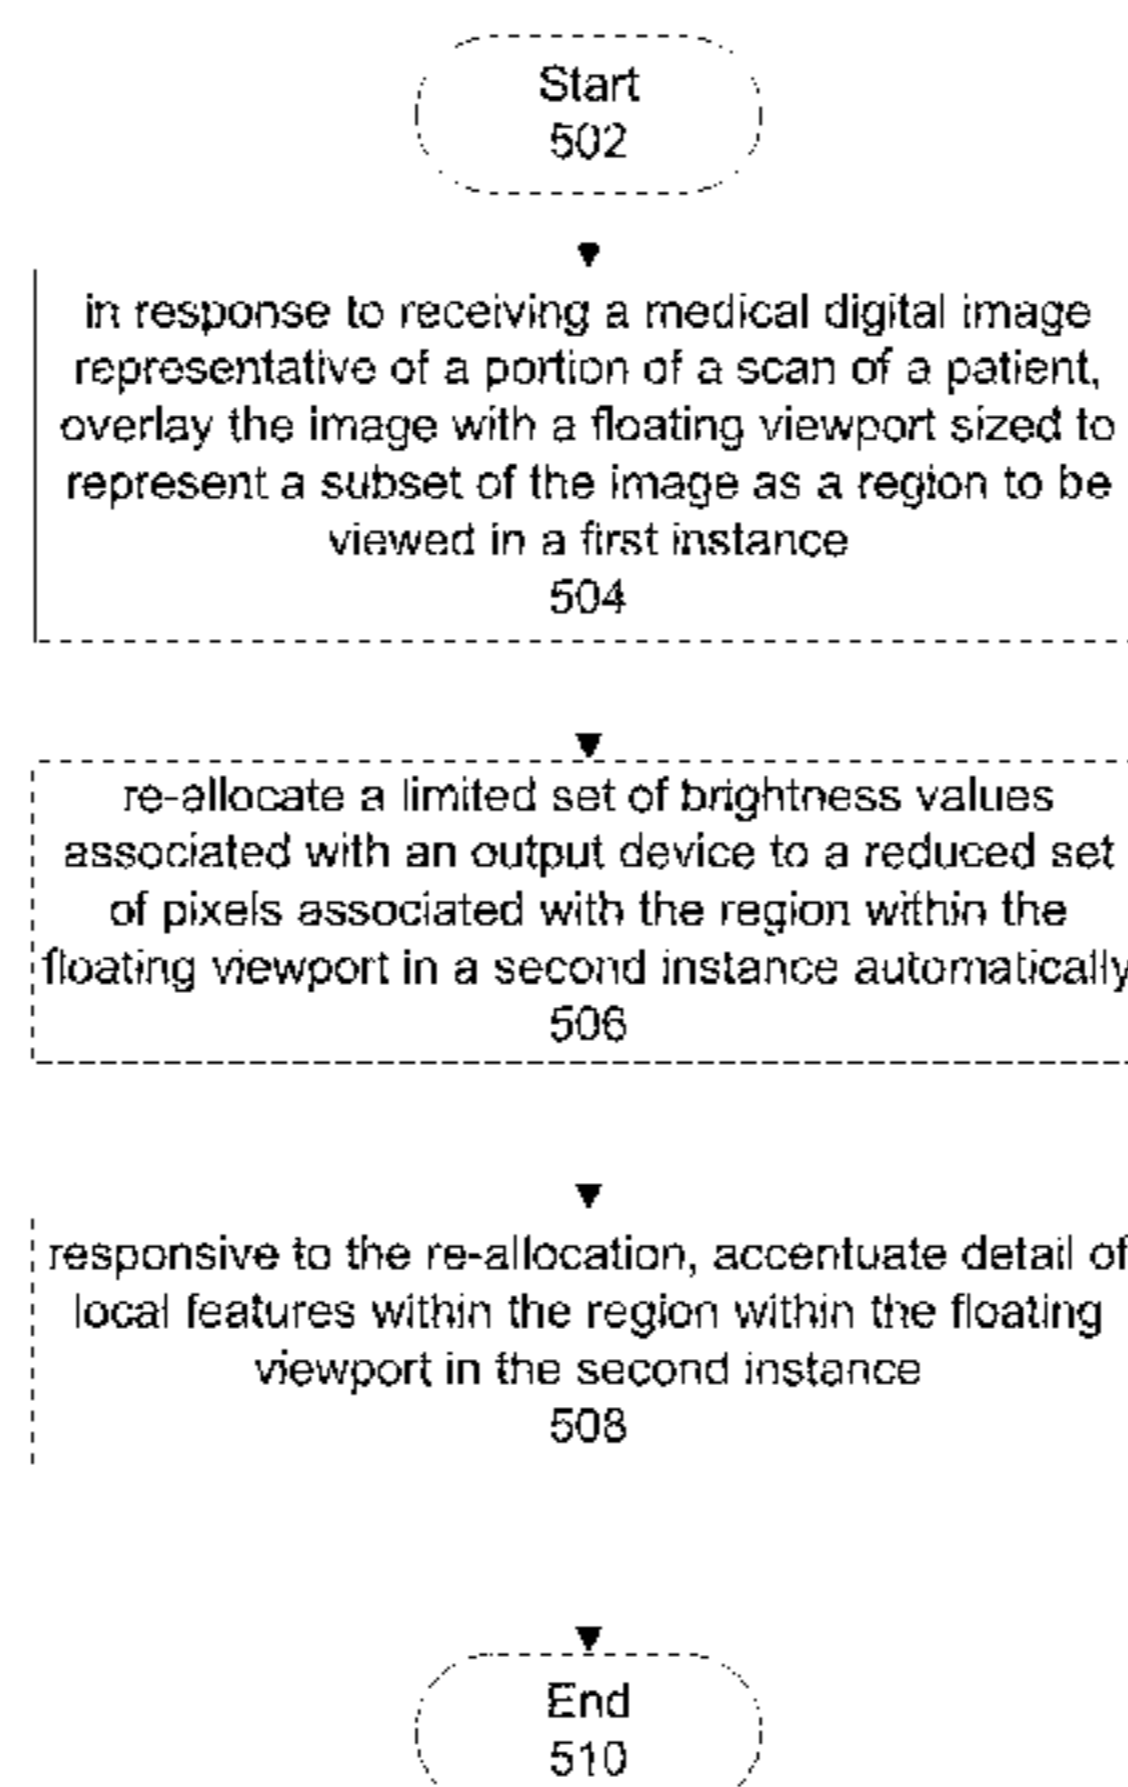 Start
502
in response to receiving a medical digital image
representative of a portion of a scan of a patient,
overlay the image with a floating viewport sized to
represent a subset of the image as a region to be
viewed in a first instance
504
re-allocate a limited set of brightness values
associated with an output device to a reduced set
of pixels associated with the region within the
floating viewport in a second instance automatically
506
responsive to the re-allocation, accentuate detail of
local features within the region within the floating
viewport in the second instance
508
End
510